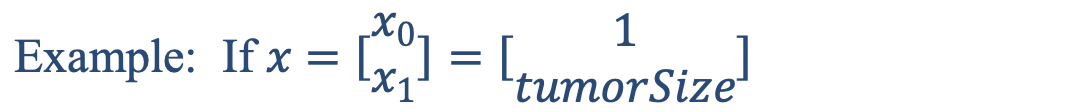 Example: If x = [x₀ x₁] = [1 tumorSize]